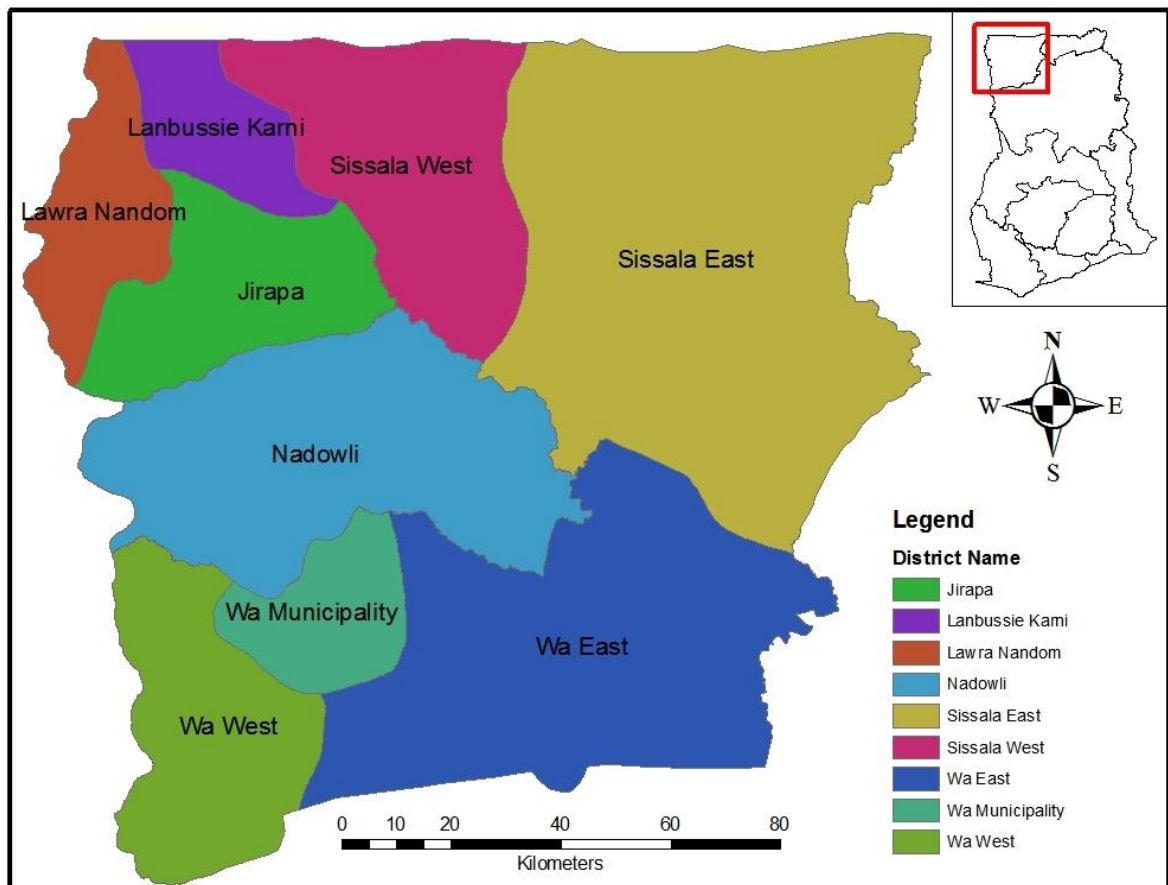 Lanbussie Karni
Sissala West
Lawra Nandom
Sissala East
Jirapa
Nadowli
Wa Municipality
Wa East
Wa West
N
W E
S
Legend
District Name
Jirapa
Lanbussie Karni
Lawra Nandom
Nadowli
Sissala East
Sissala West
Wa East
Wa Municipality
Wa West
0 10 20 40 60 80
Kilometers